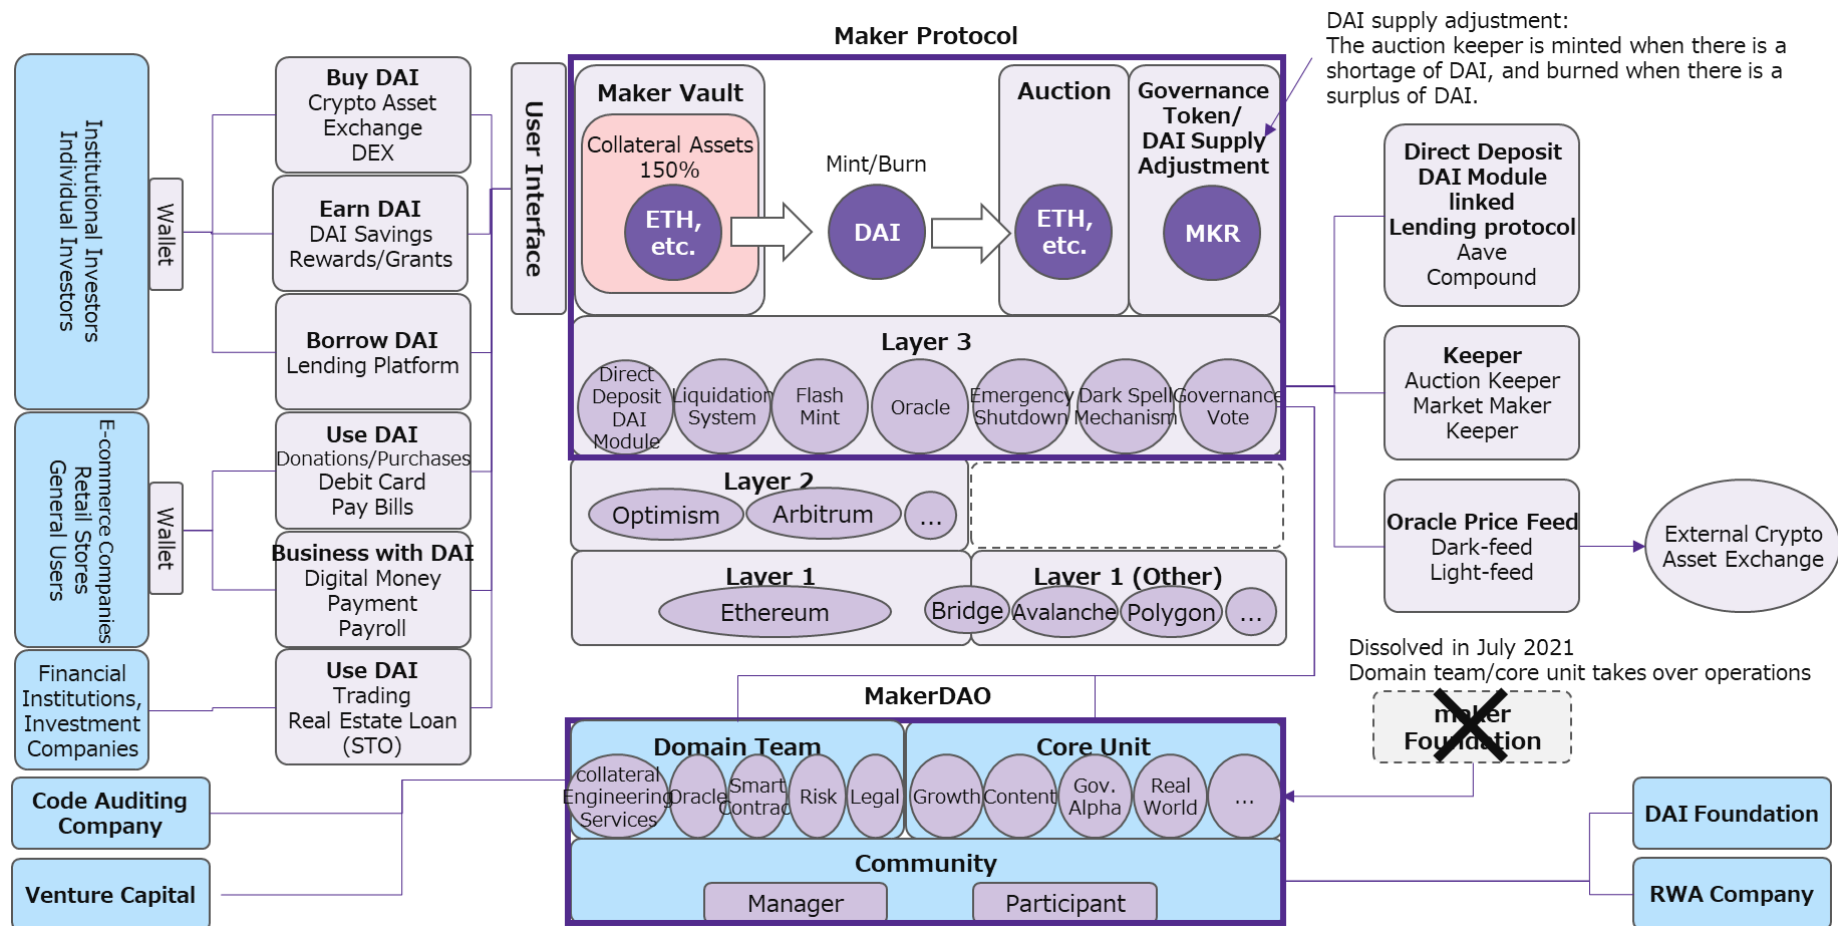 Maker Protocol
DAI supply adjustment:
The auction keeper is minted when there is a
shortage of DAI, and burned when there is a
surplus of DAI.
Institutional Investors
Individual Investors
Wallet
Buy DAI
Crypto Asset
Exchange
DEX
Earn DAI
DAI Savings
Rewards/Grants
Borrow DAI
Lending Platform
E-commerce Companies
Retail Stores
General Users
Wallet
Use DAI
Donations/Purchases
Debit Card
Pay Bills
Business with DAI
Digital Money
Payment
Payroll
Financial
Institutions,
Investment
Companies
Use DAI
Trading
Real Estate Loan
(STO)
Code Auditing
Company
Venture Capital
User Interface
Maker Vault
Collateral Assets
150%
ETH,
etc.
Mint/Burn
DAI
Auction
ETH,
etc.
Governance
Token/
DAI Supply
Adjustment
MKR
Layer 3
Direct
Deposit
DAI
Module
Liquidation
System
Flash
Mint
Oracle
Emergency
Shutdown
Dark Spell
Mechanism
Governance
Vote
Layer 2
Optimism
Arbitrum
...
Layer 1
Ethereum
Layer 1 (Other)
Bridge
Avalanche
Polygon
...
MakerDAO
Domain Team
collateral
Engineering
Services
Oracle
Smart
Contrac
Risk
Legal
Core Unit
Growth
Content
Gov.
Alpha
Real
World
...
Community
Manager
Participant
Direct Deposit
DAI Module
linked
Lending protocol
Aave
Compound
Keeper
Auction Keeper
Market Maker
Keeper
Oracle Price Feed
Dark-feed
Light-feed
External Crypto
Asset Exchange
Dissolved in July 2021
Domain team/core unit takes over operations
maker
Foundation
DAI Foundation
RWA Company